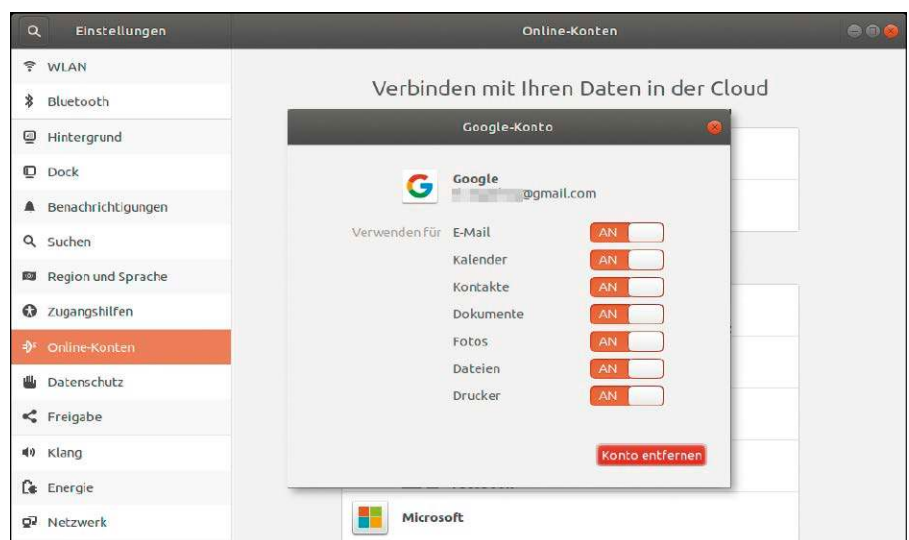 Einstellungen
Online-Konten
WLAN
Bluetooth
Hintergrund
Dock
Benachrichtigungen
Suchen
Region und Sprache
Zugangshilfen
Online-Konten
Datenschutz
Freigabe
Klang
Energie
Netzwerk
Verbinden mit Ihren Daten in der Cloud
Google-Konto
Google
@gmail.com
Verwenden für E-Mail AN
Kalender AN
Kontakte AN
Dokumente AN
Fotos AN
Dateien AN
Drucker AN
Konto entfernen
Microsoft